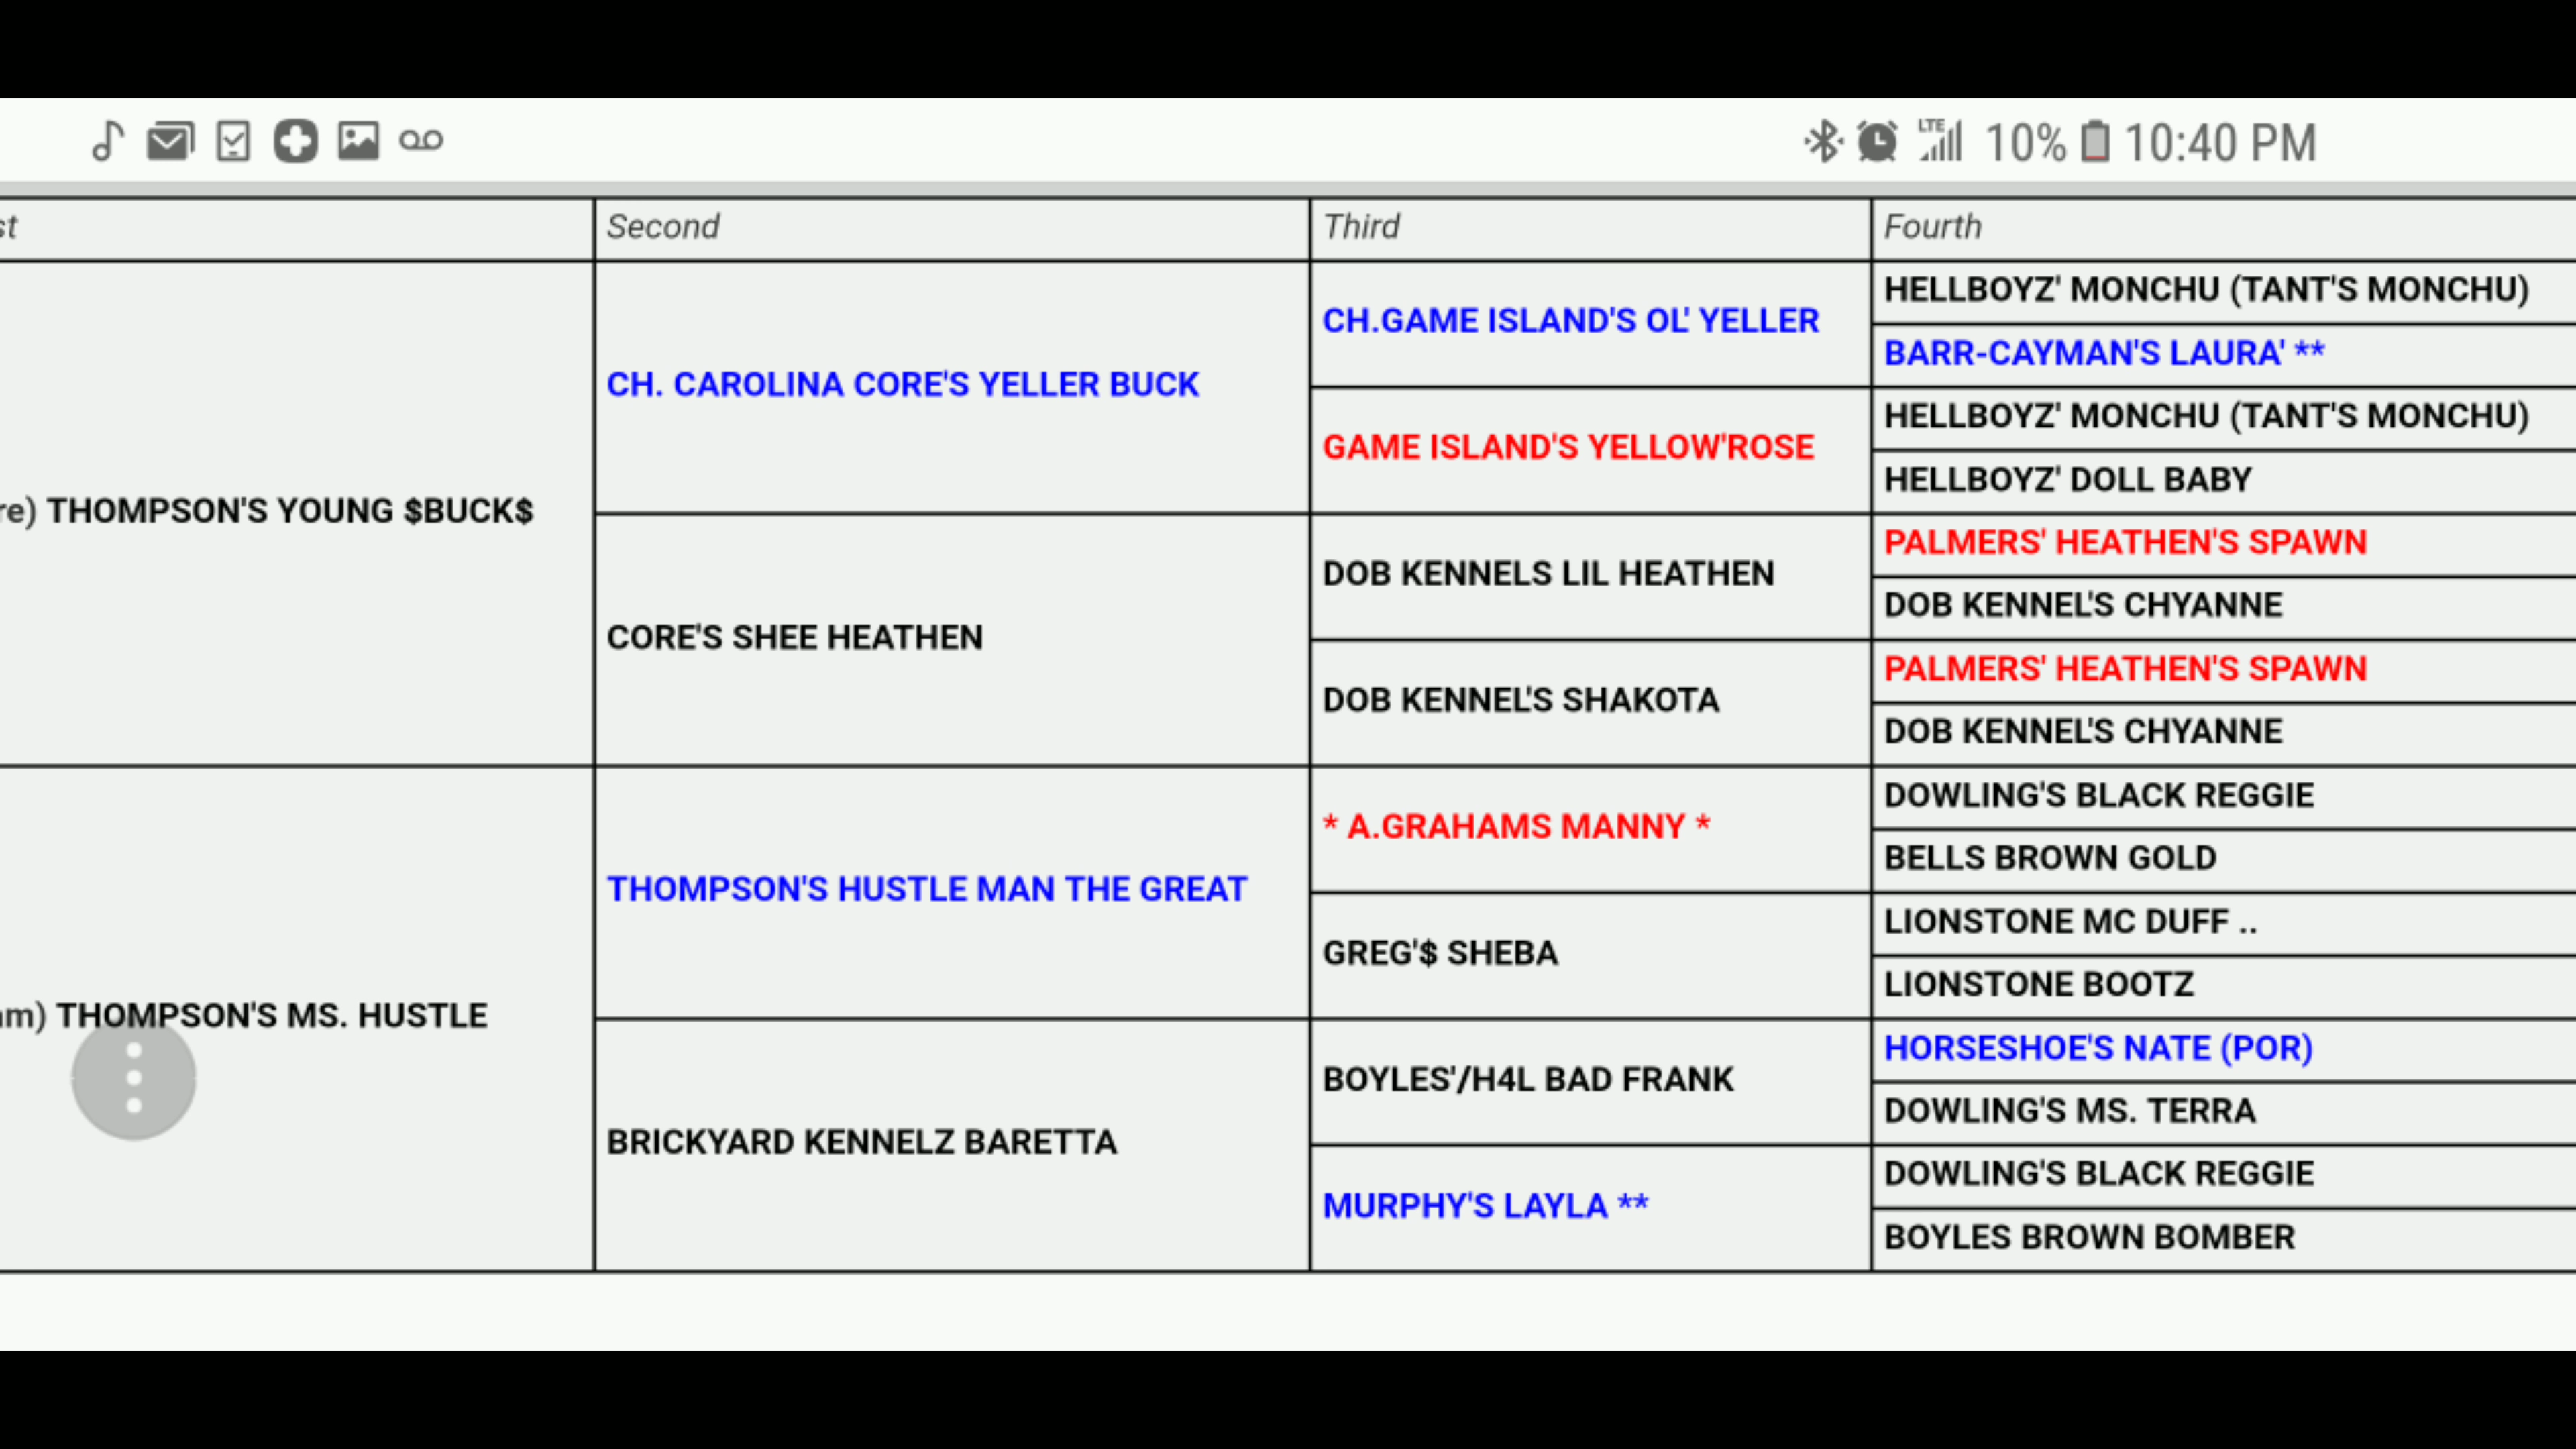 10% 10:40 PM
st Second Third Fourth
HELLBOYZ' MONCHU (TANT'S MONCHU)
CH.GAME ISLAND'S OL' YELLER
BARR-CAYMAN'S LAURA' **
CH. CAROLINA CORE'S YELLER BUCK
HELLBOYZ' MONCHU (TANT'S MONCHU)
GAME ISLAND'S YELLOW'ROSE
HELLBOYZ' DOLL BABY
re) THOMPSON'S YOUNG $BUCK$
PALMERS' HEATHEN'S SPAWN
DOB KENNELS LIL HEATHEN
DOB KENNEL'S CHYANNE
CORE'S SHEE HEATHEN
PALMERS' HEATHEN'S SPAWN
DOB KENNEL'S SHAKOTA
DOB KENNEL'S CHYANNE
DOWLING'S BLACK REGGIE
* A.GRAHAMS MANNY *
BELLS BROWN GOLD
THOMPSON'S HUSTLE MAN THE GREAT
LIONSTONE MC DUFF ..
GREG'$ SHEBA
LIONSTONE BOOTZ
am) THOMPSON'S MS. HUSTLE
HORSESHOE'S NATE (POR)
BOYLES'/H4L BAD FRANK
DOWLING'S MS. TERRA
BRICKYARD KENNELZ BARETTA
DOWLING'S BLACK REGGIE
MURPHY'S LAYLA **
BOYLES BROWN BOMBER